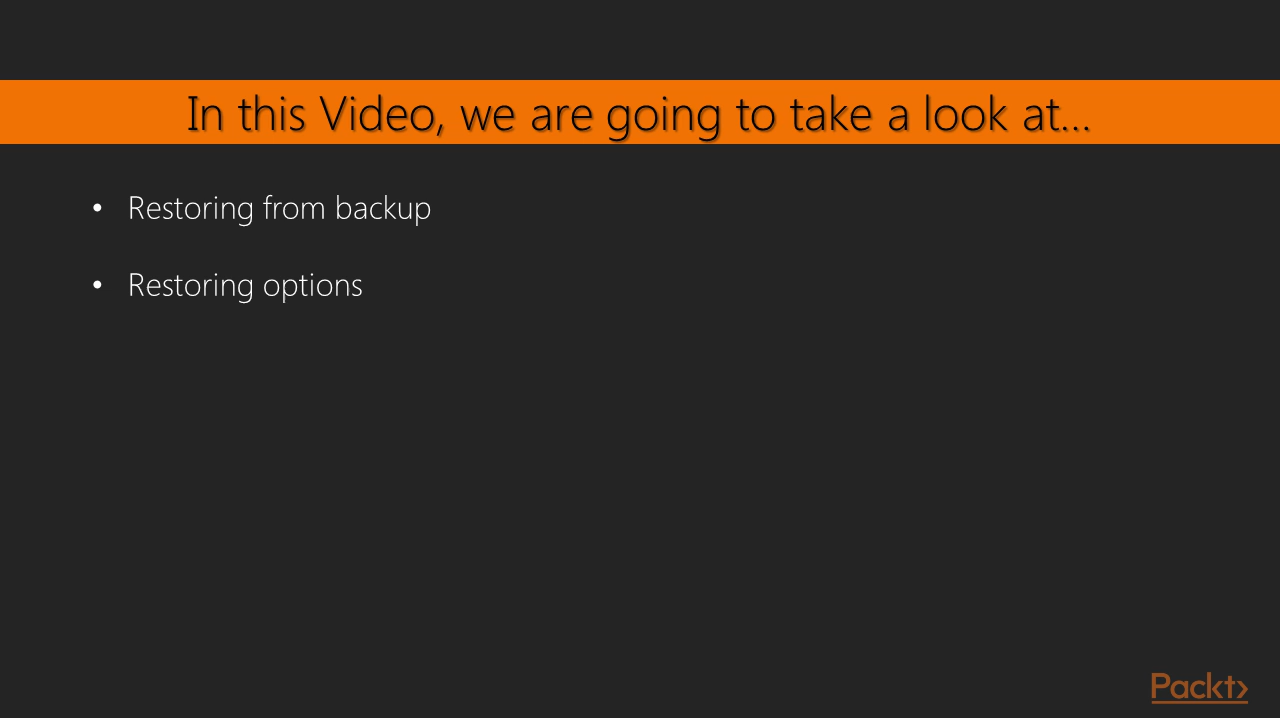 In this Video, we are going to take a look at...
• Restoring from backup
• Restoring options
Packt>